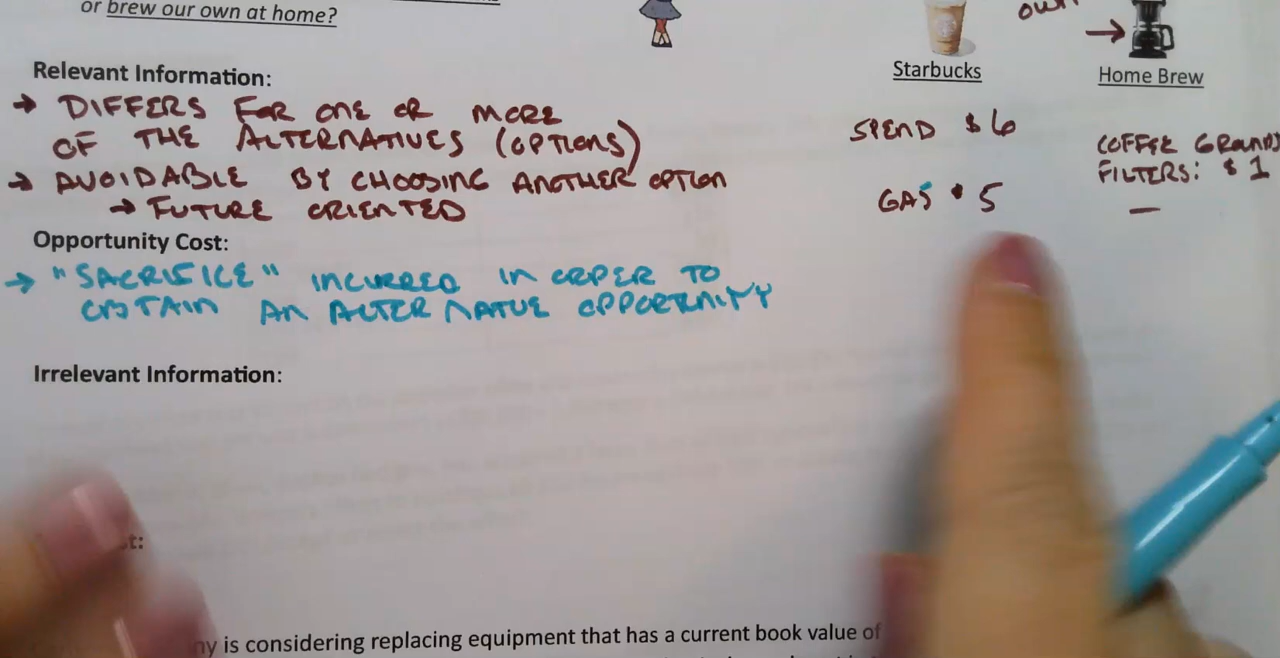 or brew our own at home?
own
Starbucks
Home Brew
Relevant Information:
→ DIFFERS FOR ONE OR MORE
OF THE ALTERNATIVES (OPTIONS)
→ AVOIDABLE BY CHOOSING ANOTHER OPTION
→ FUTURE ORIENTED
SPEND $6
COFFEE GROUNDS
FILTERS: $1
GAS $5
—
Opportunity Cost:
→ "SACRIFICE" INCURRED IN ORDER TO
OBTAIN AN ALTERNATIVE OPPORTUNITY
Irrelevant Information:
t:
ny is considering replacing equipment that has a current book value of